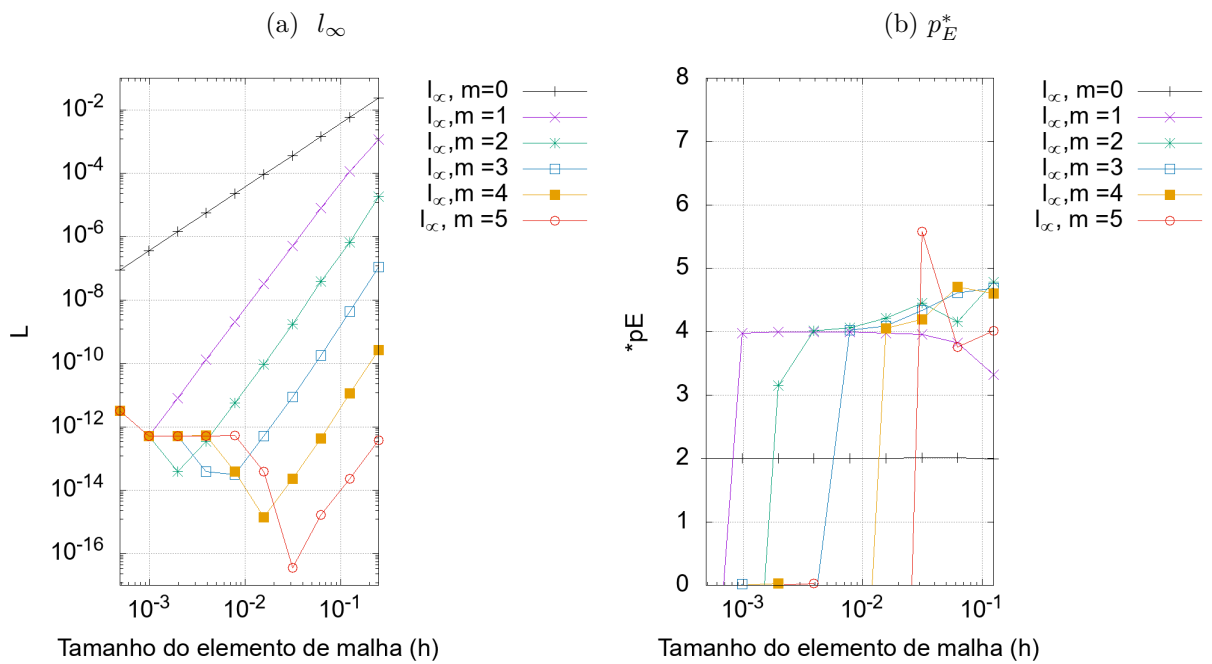 (a) l∞
l∞, m=0
l∞,m =1
l∞,m =2
l∞,m =3
l∞,m =4
l∞, m =5
10-2
10-4
10-6
10-8
10-10
10-12
10-14
10-16
L
10-3
10-2
10-1
Tamanho do elemento de malha (h)
(b) p*E
l∞, m=0
l∞,m =1
l∞,m =2
l∞,m =3
l∞,m =4
l∞, m =5
8
7
6
5
4
3
2
1
0
*pE
10-3
10-2
10-1
Tamanho do elemento de malha (h)